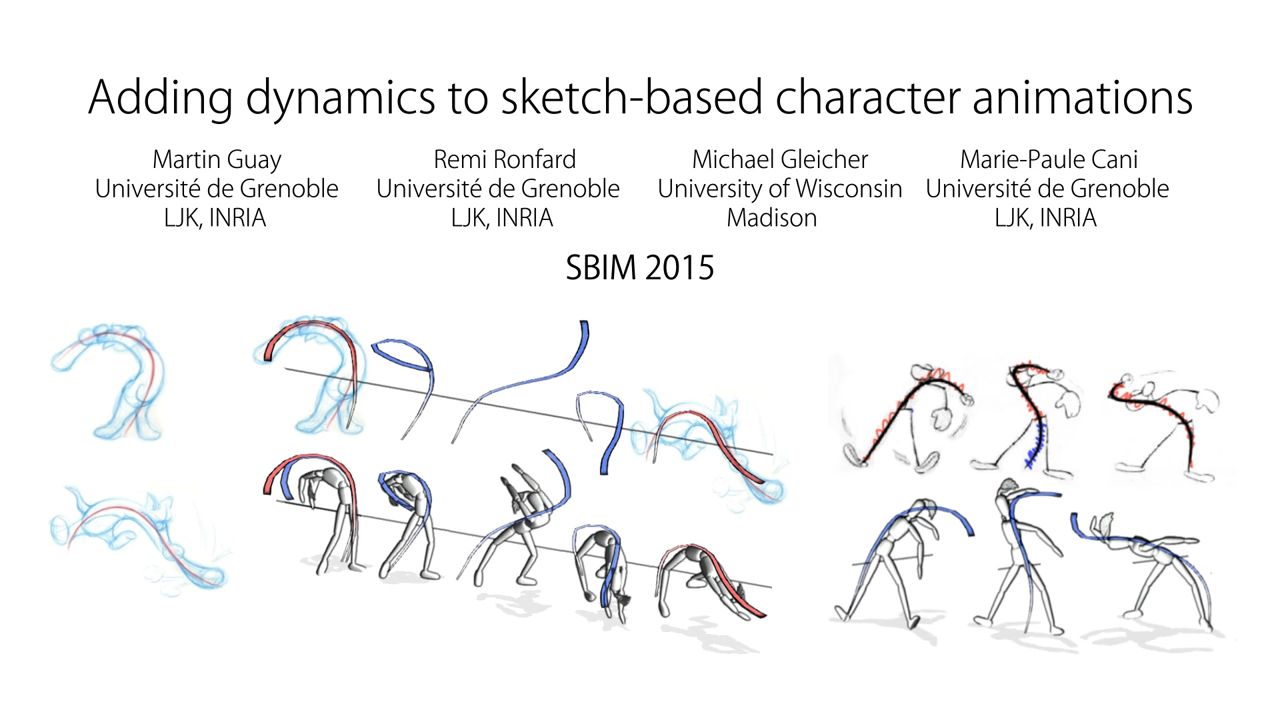 Adding dynamics to sketch-based character animations
Martin Guay
Université de Grenoble
LJK, INRIA
Remi Ronfard
Université de Grenoble
LJK, INRIA
Michael Gleicher
University of Wisconsin
Madison
Marie-Paule Cani
Université de Grenoble
LJK, INRIA
SBIM 2015